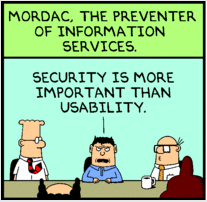 MORDAC, THE PREVENTER
OF INFORMATION
SERVICES.
SECURITY IS MORE
IMPORTANT THAN
USABILITY.